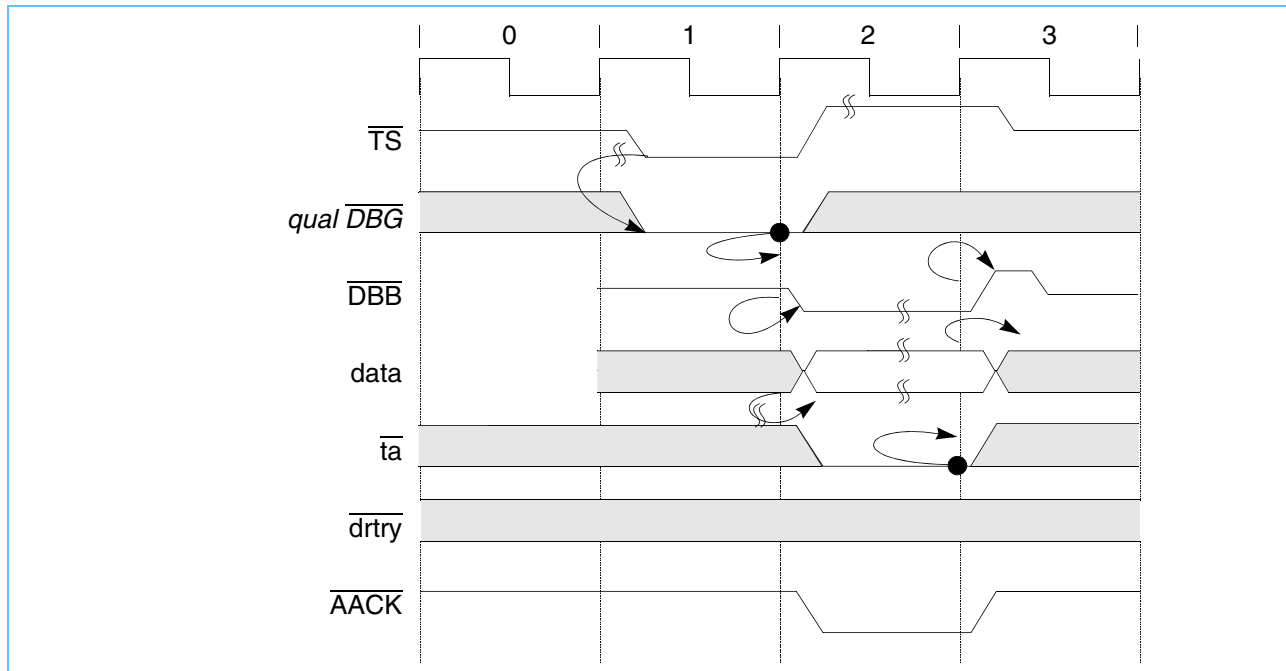 | 0 | 1 | 2 | 3 |
TS
qual DBG
DBB
data
ta
drtry
AACK